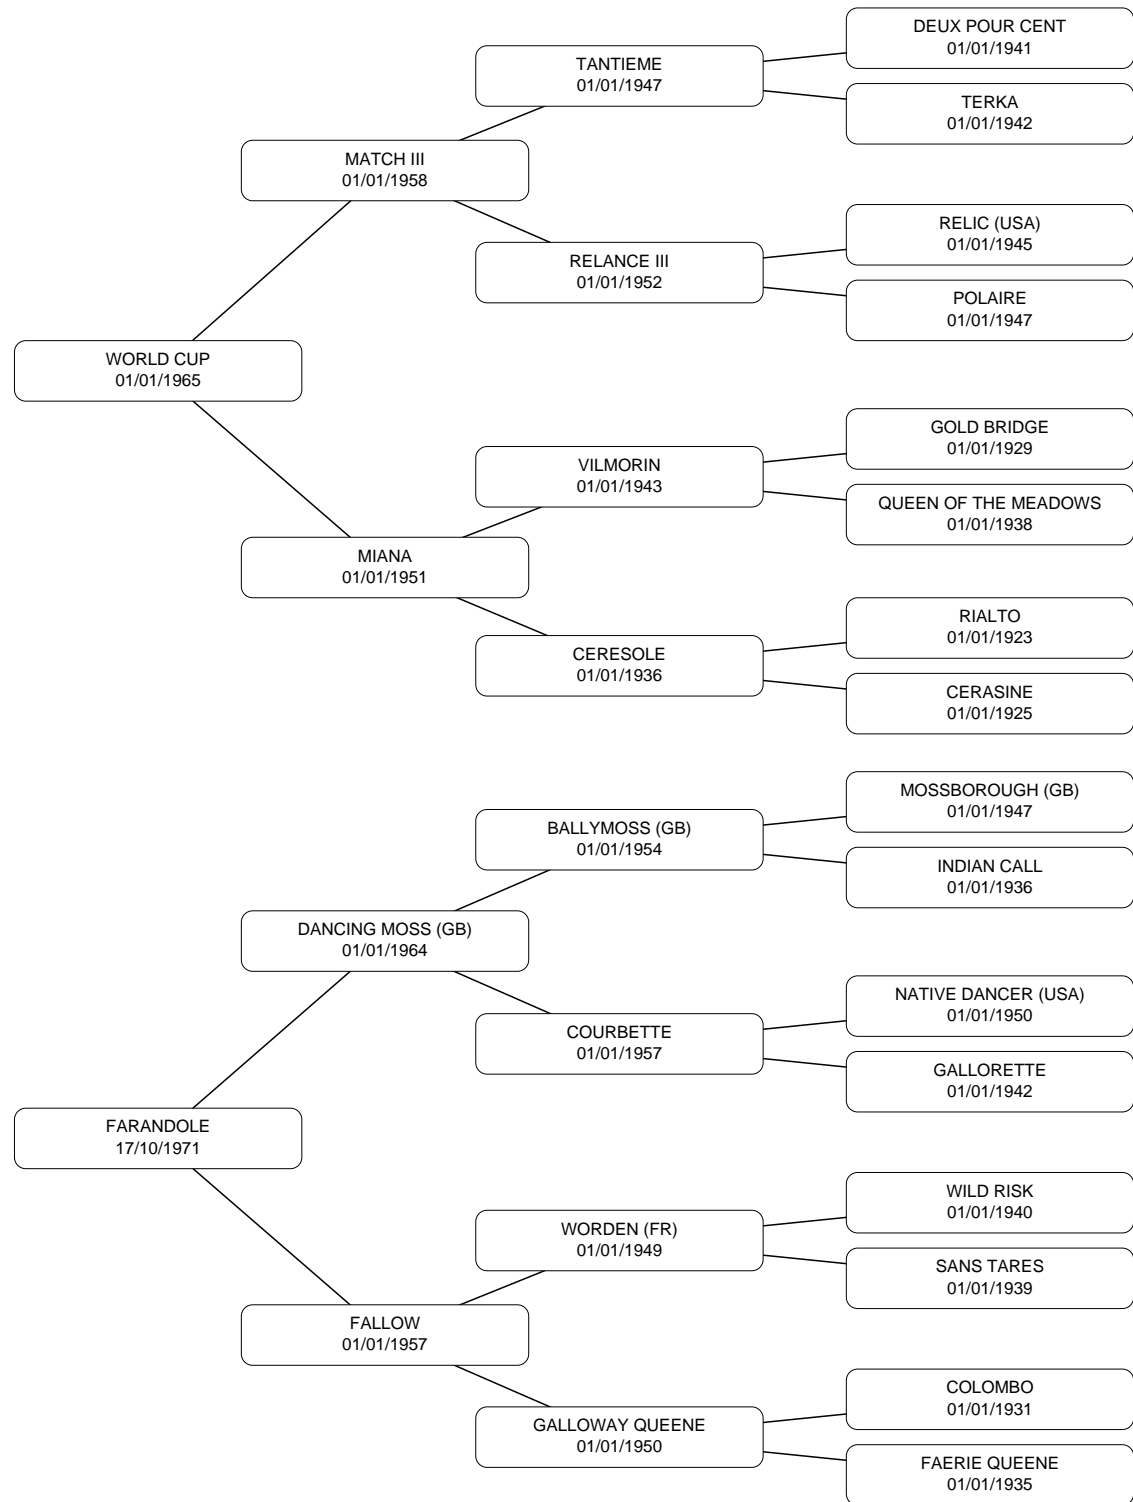 DEUX POUR CENT
01/01/1941
TANTIEME
01/01/1947
TERKA
01/01/1942
MATCH III
01/01/1958
RELIC (USA)
01/01/1945
RELANCE III
01/01/1952
POLAIRE
01/01/1947
WORLD CUP
01/01/1965
GOLD BRIDGE
01/01/1929
VILMORIN
01/01/1943
QUEEN OF THE MEADOWS
01/01/1938
MIANA
01/01/1951
RIALTO
01/01/1923
CERESOLE
01/01/1936
CERASINE
01/01/1925
MOSSBOROUGH (GB)
01/01/1947
BALLYMOSS (GB)
01/01/1954
INDIAN CALL
01/01/1936
DANCING MOSS (GB)
01/01/1964
NATIVE DANCER (USA)
01/01/1950
COURBETTE
01/01/1957
GALLORETTE
01/01/1942
FARANDOLE
17/10/1971
WILD RISK
01/01/1940
WORDEN (FR)
01/01/1949
SANS TARES
01/01/1939
FALLOW
01/01/1957
COLOMBO
01/01/1931
GALLOWAY QUEENE
01/01/1950
FAERIE QUEENE
01/01/1935